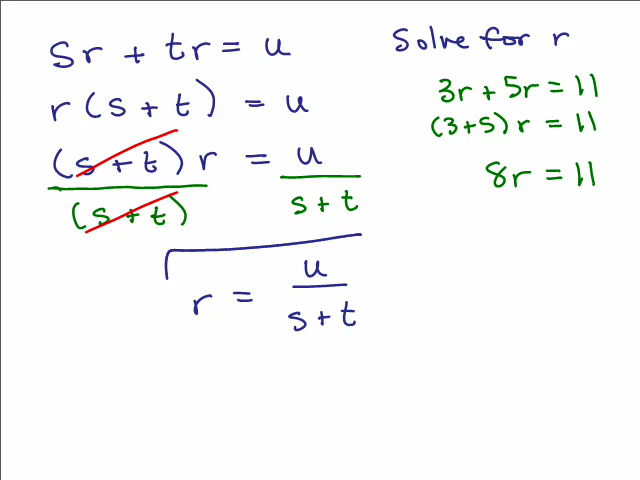 Sr + tr = u
r (s + t) = u
(s + t) r = u
(s + t) s + t
r = u
s + t
Solve for r
3r + 5r = 11
(3+5) r = 11
8r = 11